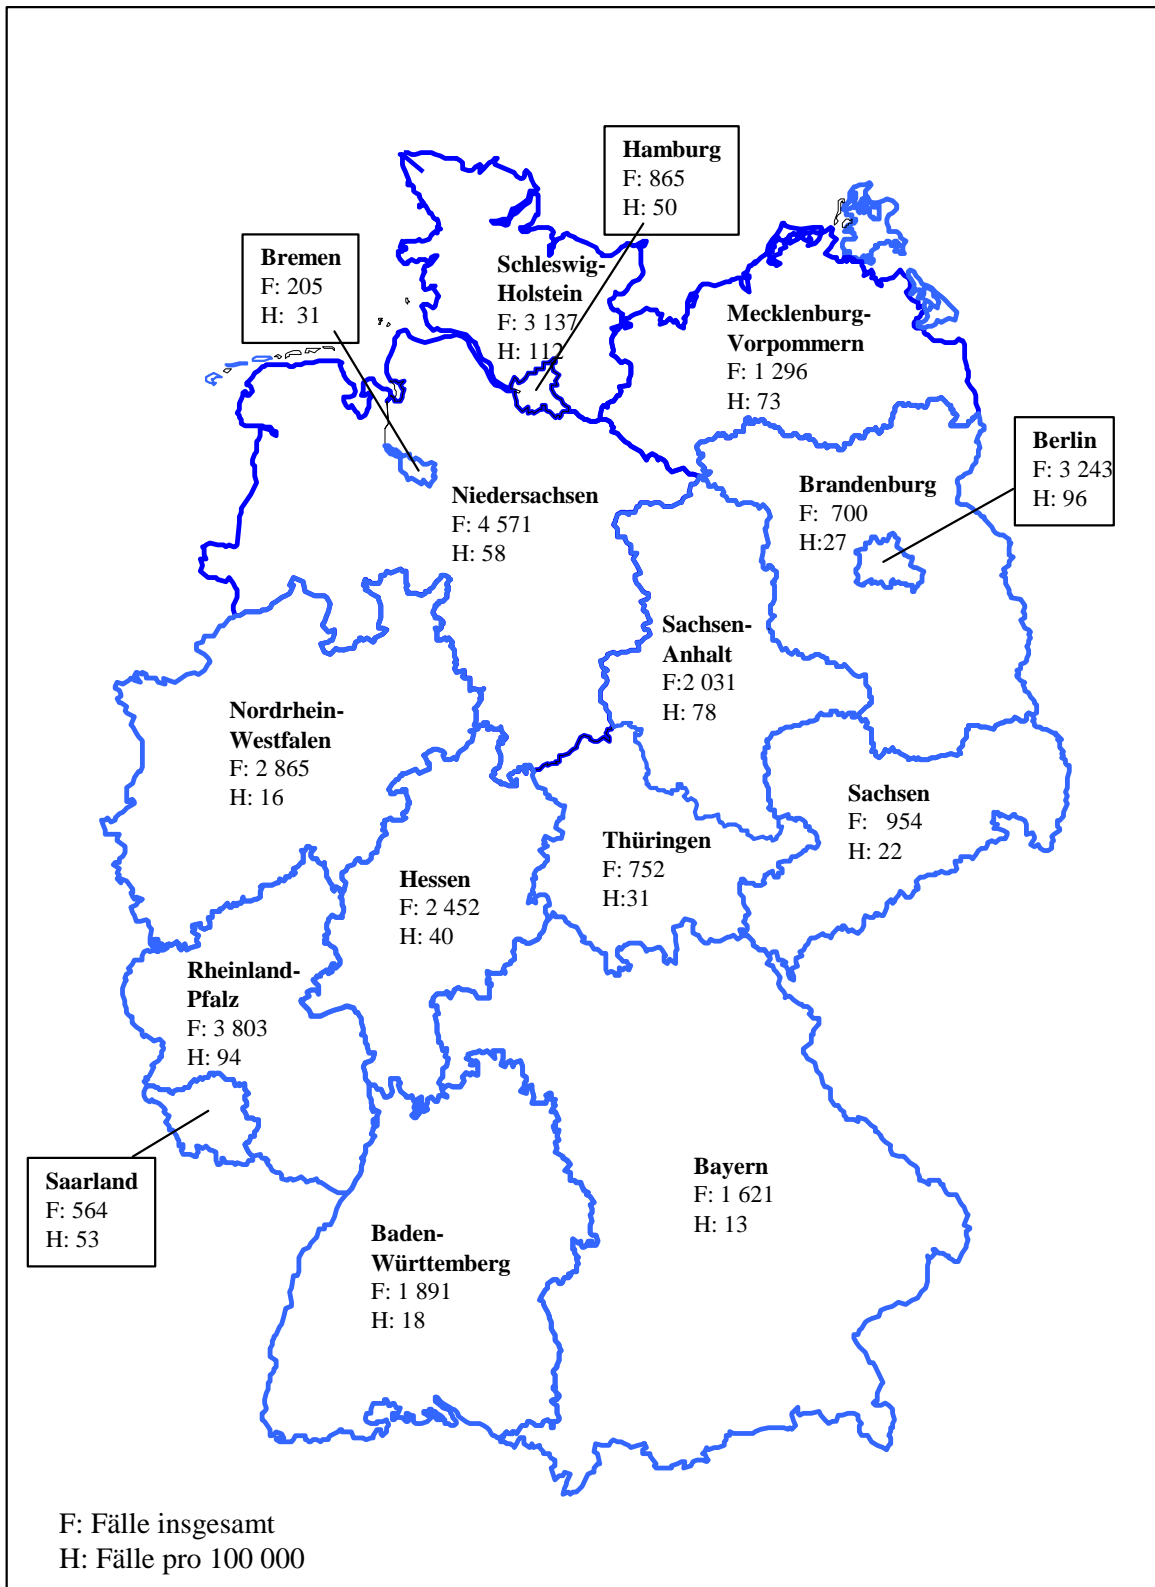 Hamburg
F: 865
H: 50
Bremen
F: 205
H: 31
Schleswig-
Holstein
F: 3 137
H: 112
Mecklenburg-
Vorpommern
F: 1 296
H: 73
Berlin
F: 3 243
H: 96
Niedersachsen
F: 4 571
H: 58
Brandenburg
F: 700
H:27
Sachsen-
Anhalt
F:2 031
H: 78
Nordrhein-
Westfalen
F: 2 865
H: 16
Sachsen
F: 954
H: 22
Thüringen
F: 752
H:31
Hessen
F: 2 452
H: 40
Rheinland-
Pfalz
F: 3 803
H: 94
Saarland
F: 564
H: 53
Bayern
F: 1 621
H: 13
Baden-
Württemberg
F: 1 891
H: 18
F: Fälle insgesamt
H: Fälle pro 100 000